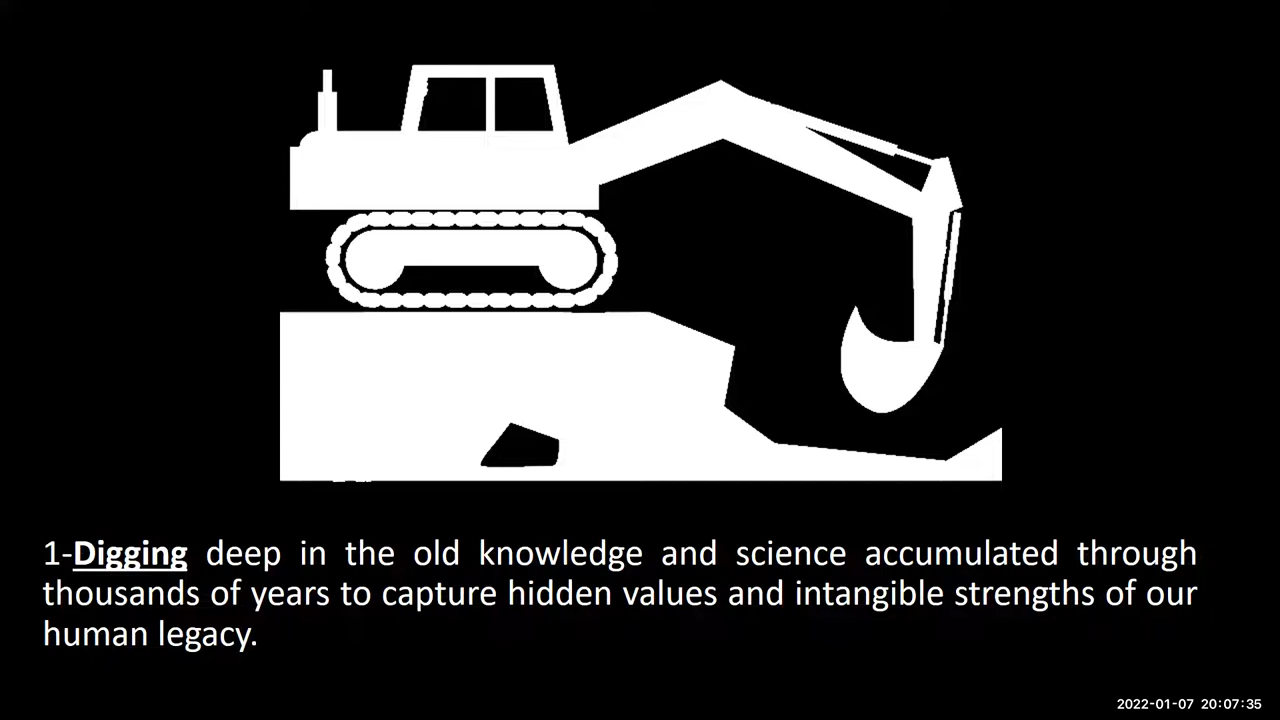 1-Digging deep in the old knowledge and science accumulated through
thousands of years to capture hidden values and intangible strengths of our
human legacy.
2022-01-07 20:07:35